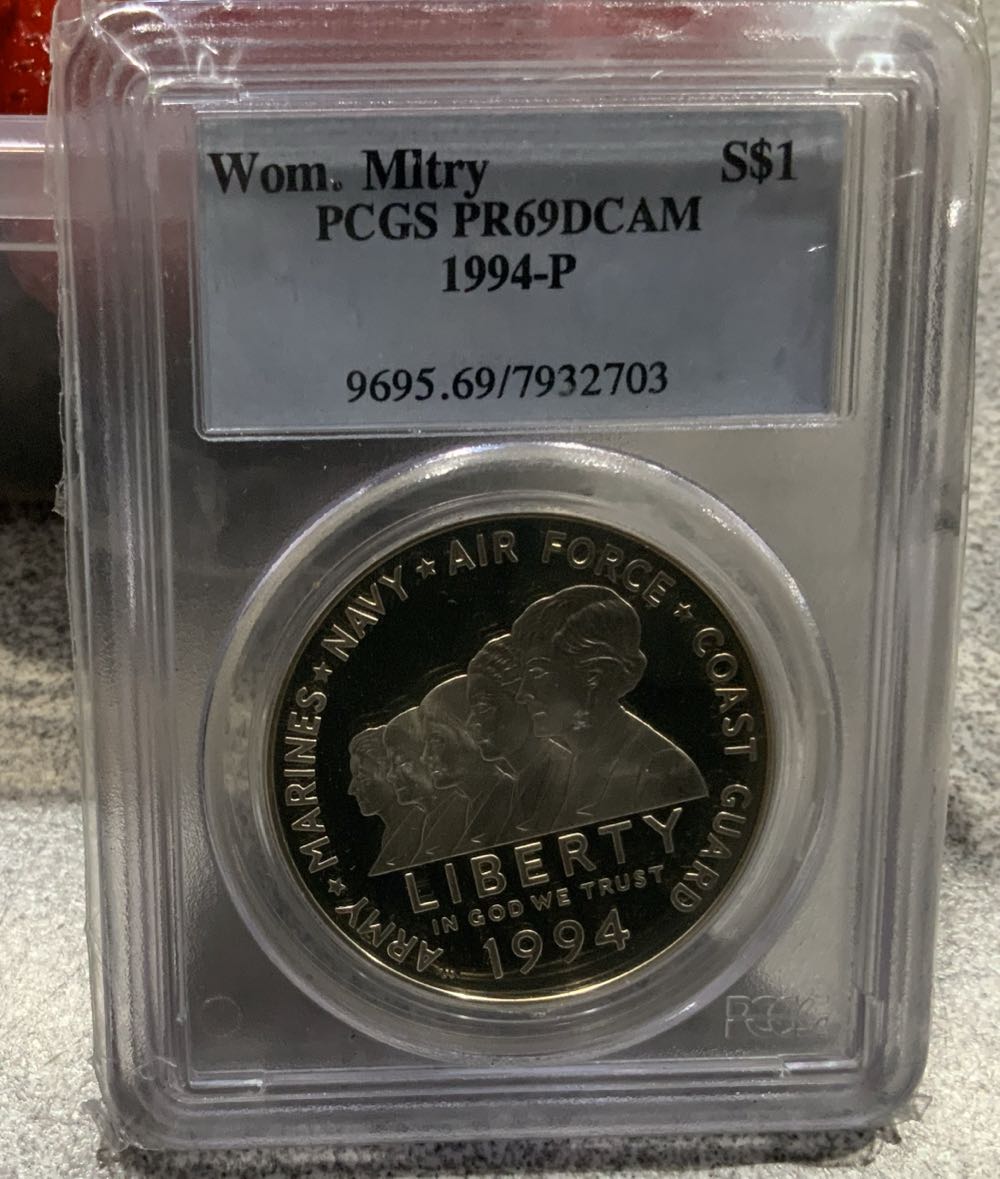 Wom. Mltry S$1
PCGS PR69DCAM
1994-P
9695.69/7932703
ARMY ★ MARINES ★ NAVY ★ AIR FORCE ★ COAST GUARD
LIBERTY
IN GOD WE TRUST
1994
PCGS